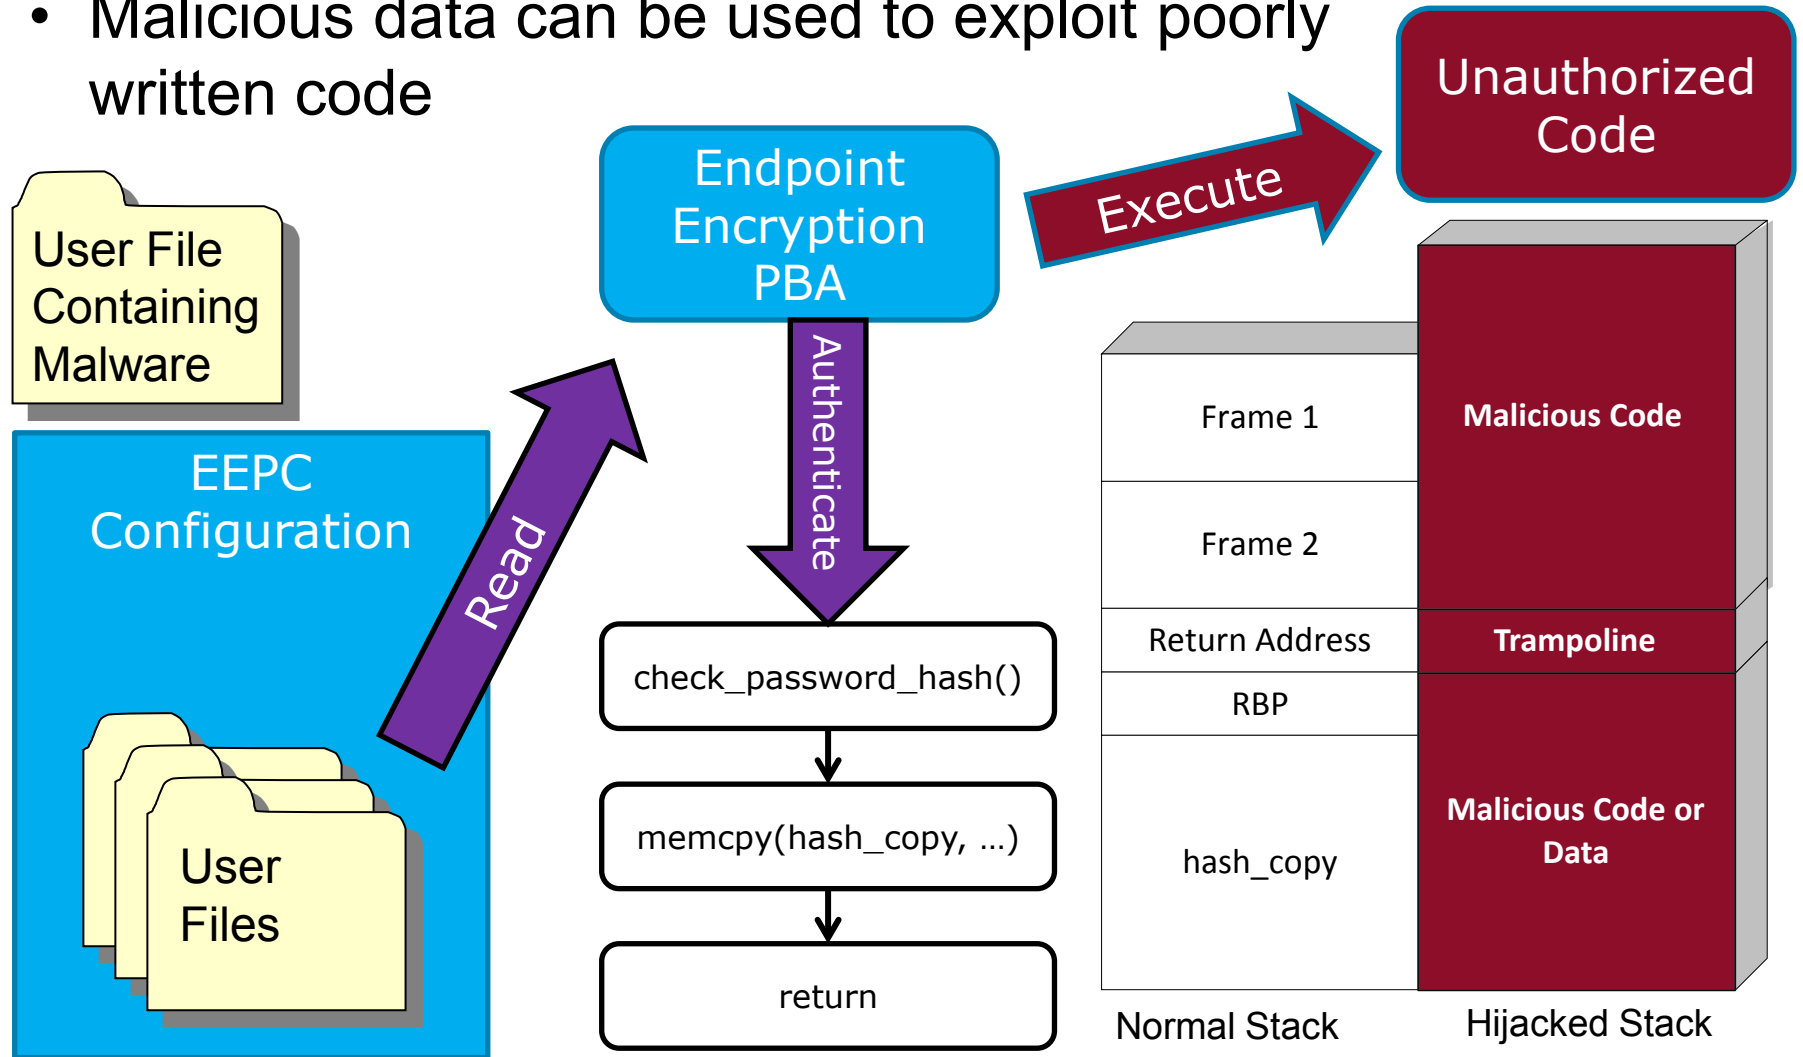 • Malicious data can be used to exploit poorly
written code
Unauthorized
Code
Endpoint
Encryption
PBA
Execute
User File
Containing
Malware
Authenticate
Read
EEPC
Configuration
User
Files
check_password_hash()
memcpy(hash_copy, …)
return
Frame 1
Frame 2
Return Address
RBP
hash_copy
Normal Stack
Malicious Code
Trampoline
Malicious Code or
Data
Hijacked Stack